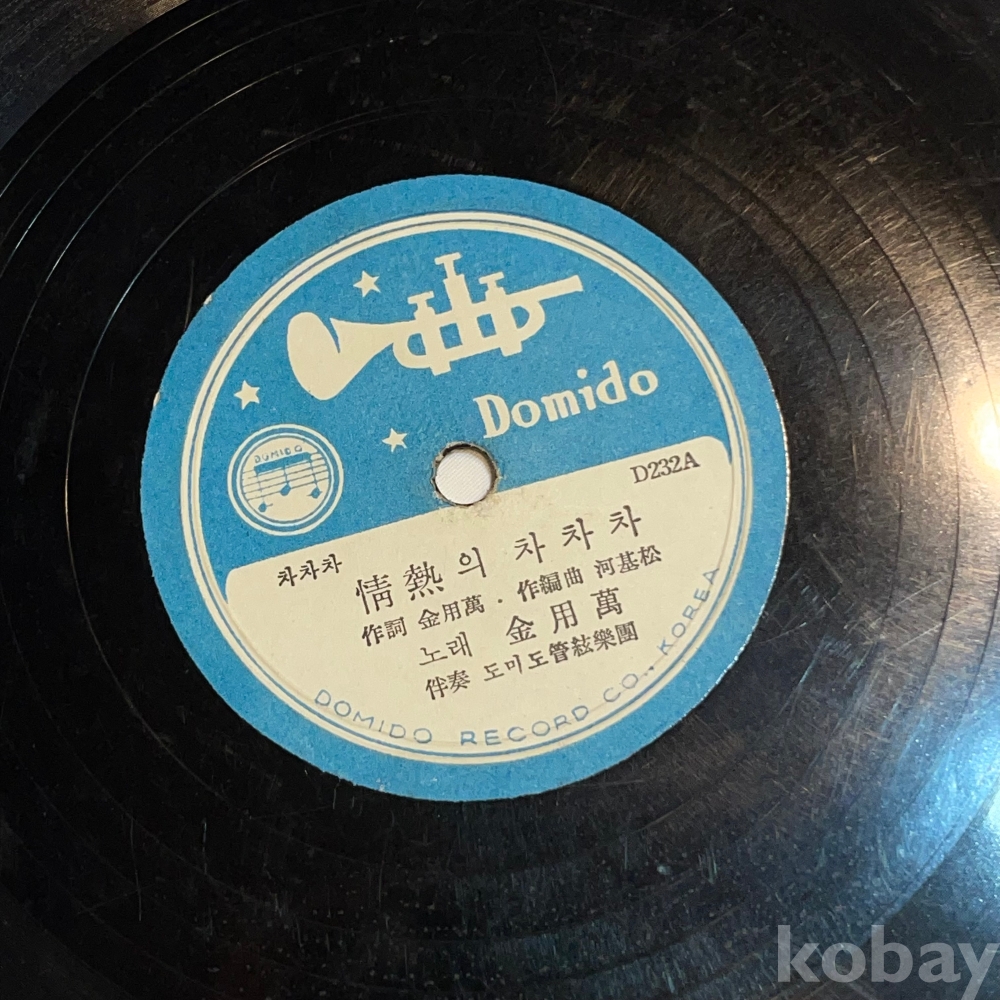 Domido
DOMIDO
D232A
차차차
情熱의 차차차
作詞 金用萬 · 作編曲 河基松
노래 金用萬
伴奏 도미도管絃樂團
DOMIDO RECORD CO., KOREA
kobay